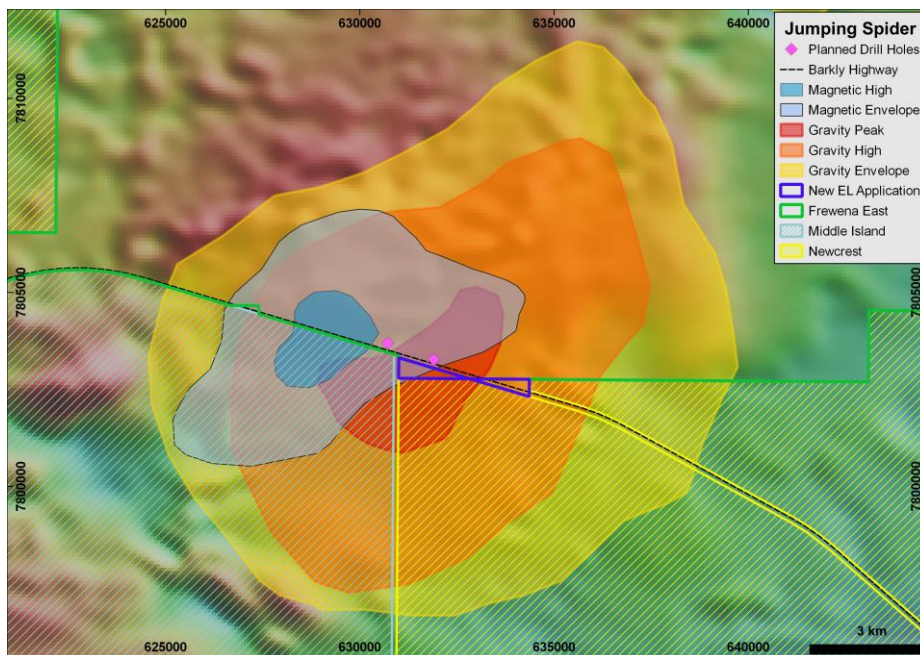 625000
630000
635000
640000
Jumping Spider
Planned Drill Holes
Barkly Highway
Magnetic High
Magnetic Envelope
Gravity Peak
Gravity High
Gravity Envelope
New EL Application
Frewena East
Middle Island
Newcrest
7810000
7805000
7805000
7800000
7800000
625000
630000
635000
640000
3 km